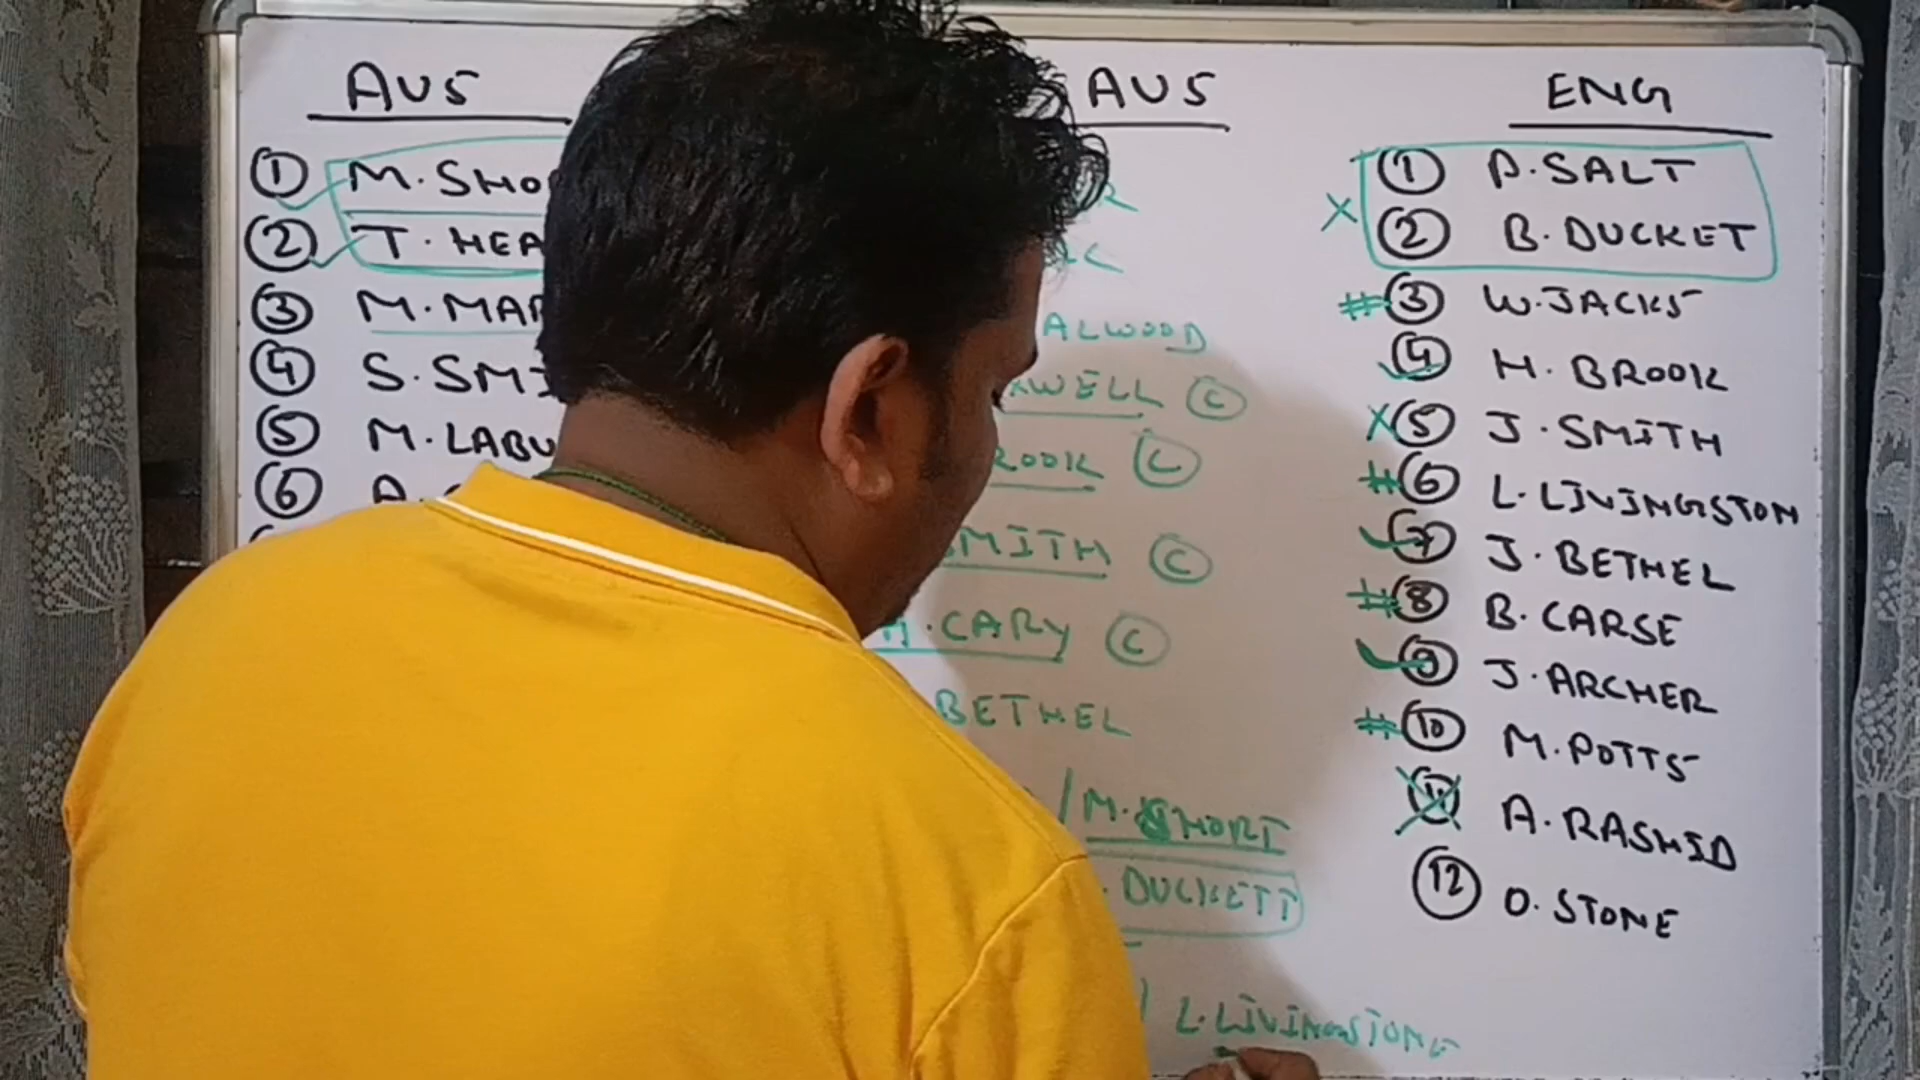 AUS
① M. SHO
② T. HEA
③ M. MAR
④ S. SMI
⑤ M. LABU
⑥ A.
AUS
R
ALWOOD
XWELL Ⓒ
ROOK Ⓒ
SMITH Ⓒ
CARY Ⓒ
BETHEL
/ M. SHORT
. DUCKETT
/ L. LIVINGSTONE
ENG
① P. SALT
X ② B. DUCKET
# ③ W. JACKS
④ H. BROOK
X ⑤ J. SMITH
# ⑥ L. LIVINGSTON
⑦ J. BETHEL
# ⑧ B. CARSE
⑨ J. ARCHER
# ⑩ M. POTTS
⑪ A. RASHID
⑫ O. STONE